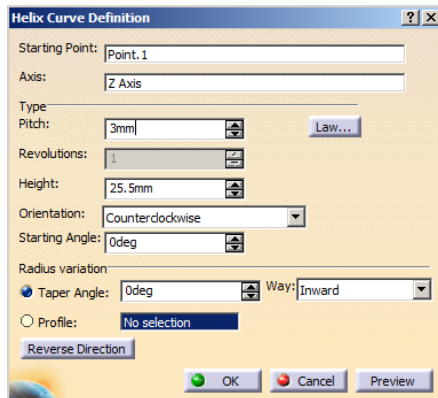 Helix Curve Definition
Starting Point: Point.1
Axis: Z Axis
Type
Pitch: 3mm Law...
Revolutions: 1
Height: 25.5mm
Orientation: Counterclockwise
Starting Angle: 0deg
Radius variation
Taper Angle: 0deg Way: Inward
Profile: No selection
Reverse Direction
OK Cancel Preview